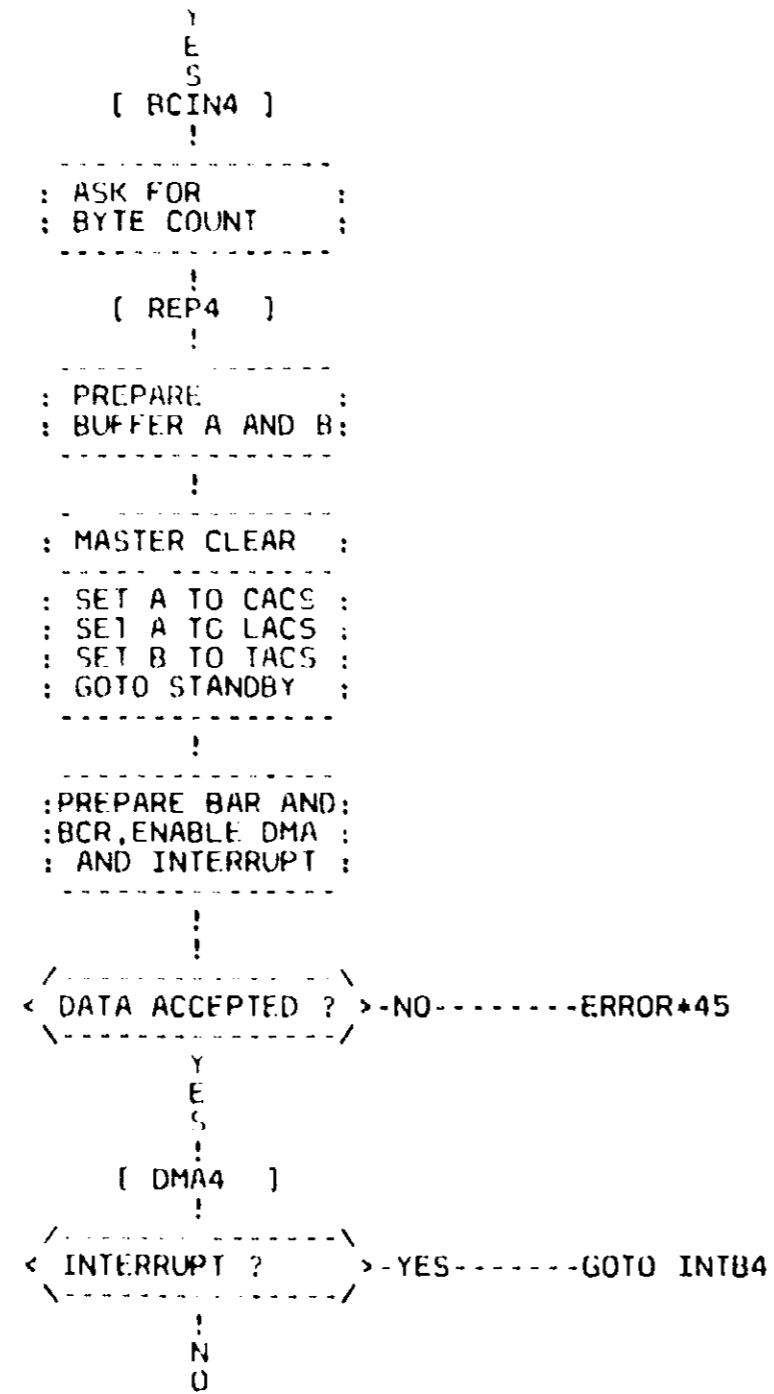 Y
E
S
[ BCIN4 ]
!
- - - - - - - - - - - - - - -
: ASK FOR :
: BYTE COUNT :
- - - - - - - - - - - - - - -
!
[ REP4 ]
!
- - - - - - - - - - - - - - -
: PREPARE :
: BUFFER A AND B:
- - - - - - - - - - - - - - -
!
- - - - - - - - - - - - - - -
: MASTER CLEAR :
- - - - - - - - - - - - - - -
: SET A TO CACS :
: SET A TO LACS :
: SET B TO TACS :
: GOTO STANDBY :
- - - - - - - - - - - - - - -
!
- - - - - - - - - - - - - - -
:PREPARE BAR AND:
:BCR,ENABLE DMA :
: AND INTERRUPT :
- - - - - - - - - - - - - - -
!
!
/- - - - - - - - - - - - - - -\
< DATA ACCEPTED ? >-NO--------ERROR*45
\- - - - - - - - - - - - - - -/
Y
E
S
!
[ DMA4 ]
!
/- - - - - - - - - - - - - - -\
< INTERRUPT ? >-YES-------GOTO INTB4
\- - - - - - - - - - - - - - -/
!
N
O